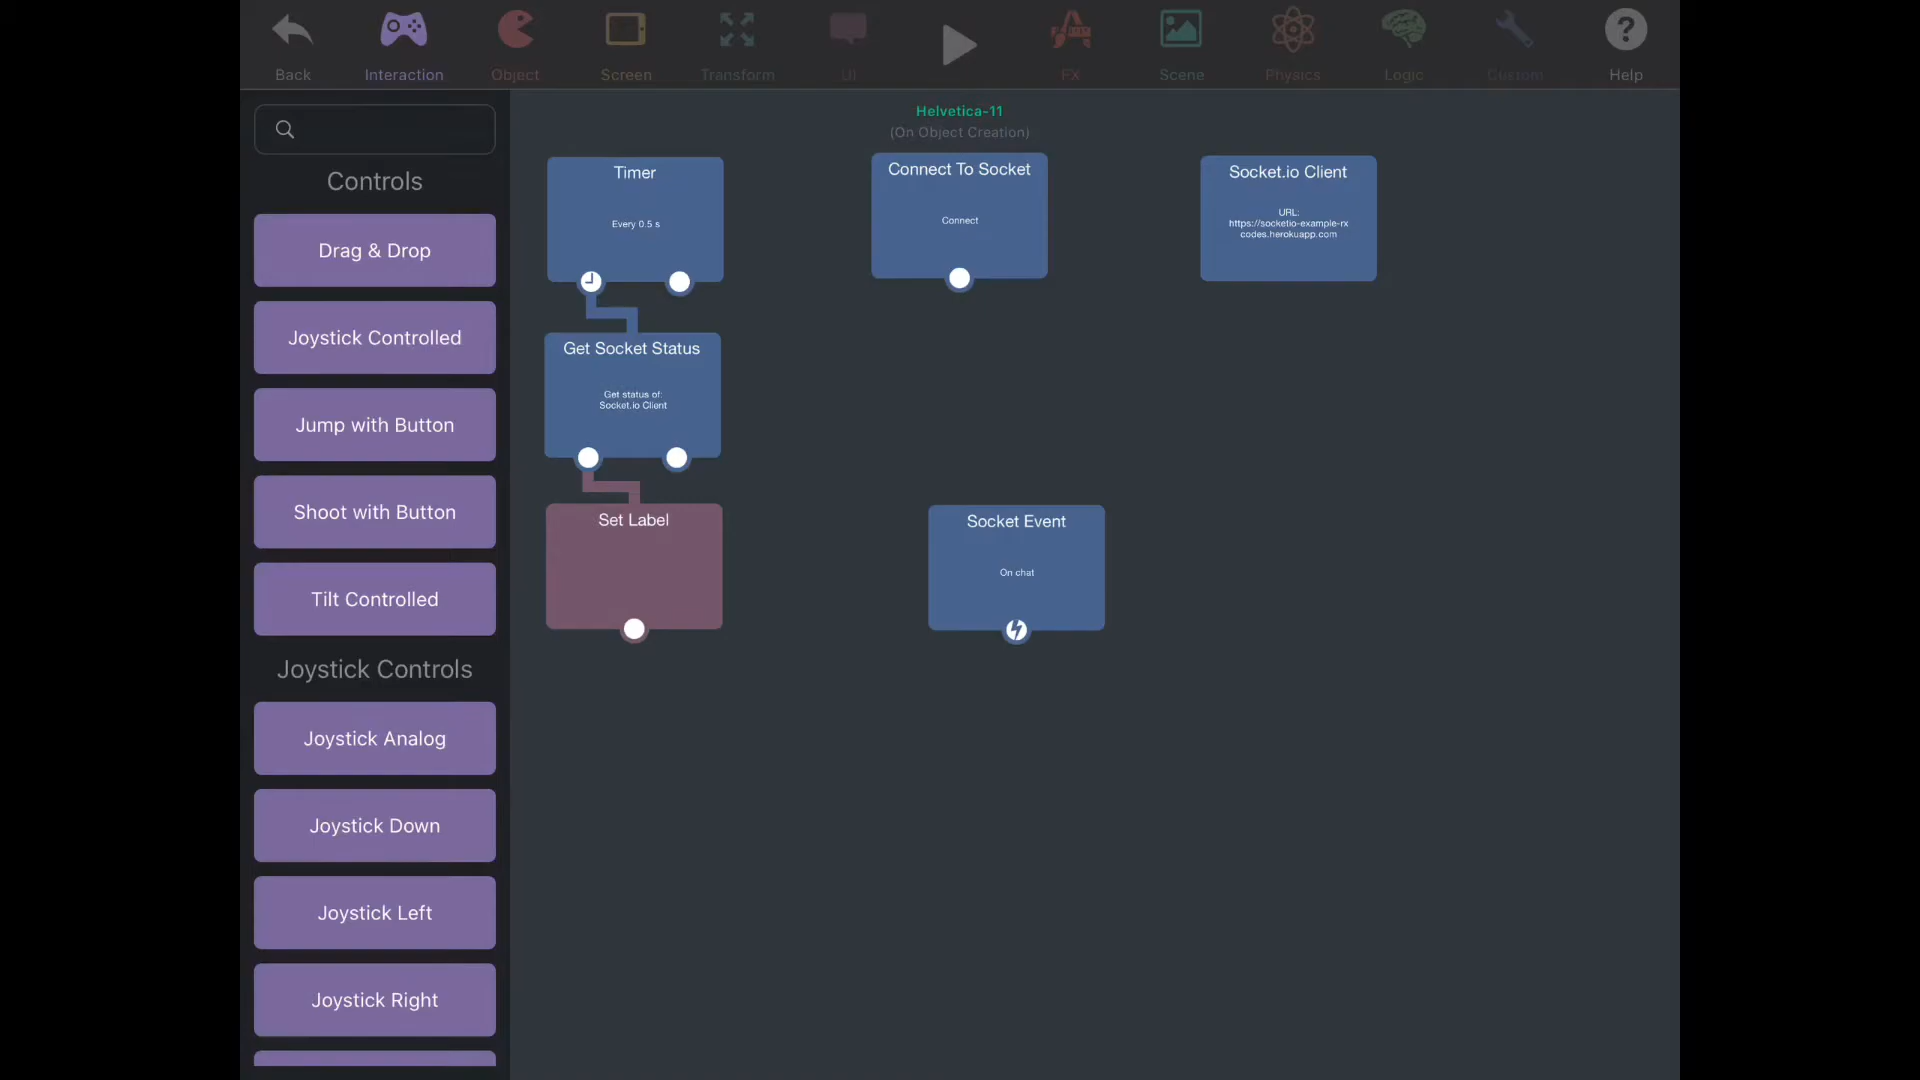 Back
Interaction
Object
Screen
Transform
UI
FX
Scene
Physics
Logic
Custom
Help
Controls
Drag & Drop
Joystick Controlled
Jump with Button
Shoot with Button
Tilt Controlled
Joystick Controls
Joystick Analog
Joystick Down
Joystick Left
Joystick Right
Helvetica-11
(On Object Creation)
Timer
Every 0.5 s
Connect To Socket
Connect
Socket.io Client
URL:
https://socketio-example-rx
codes.herokuapp.com
Get Socket Status
Get status of:
Socket.io Client
Set Label
Socket Event
On chat